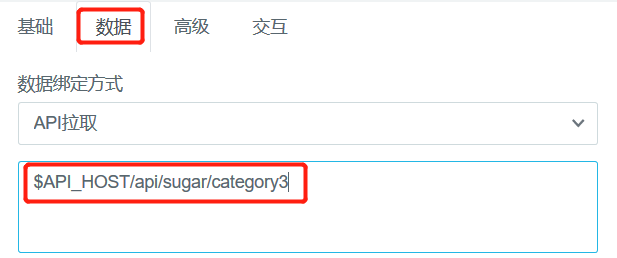 基础 数据 高级 交互
数据绑定方式
API拉取
$API_HOST/api/sugar/category3